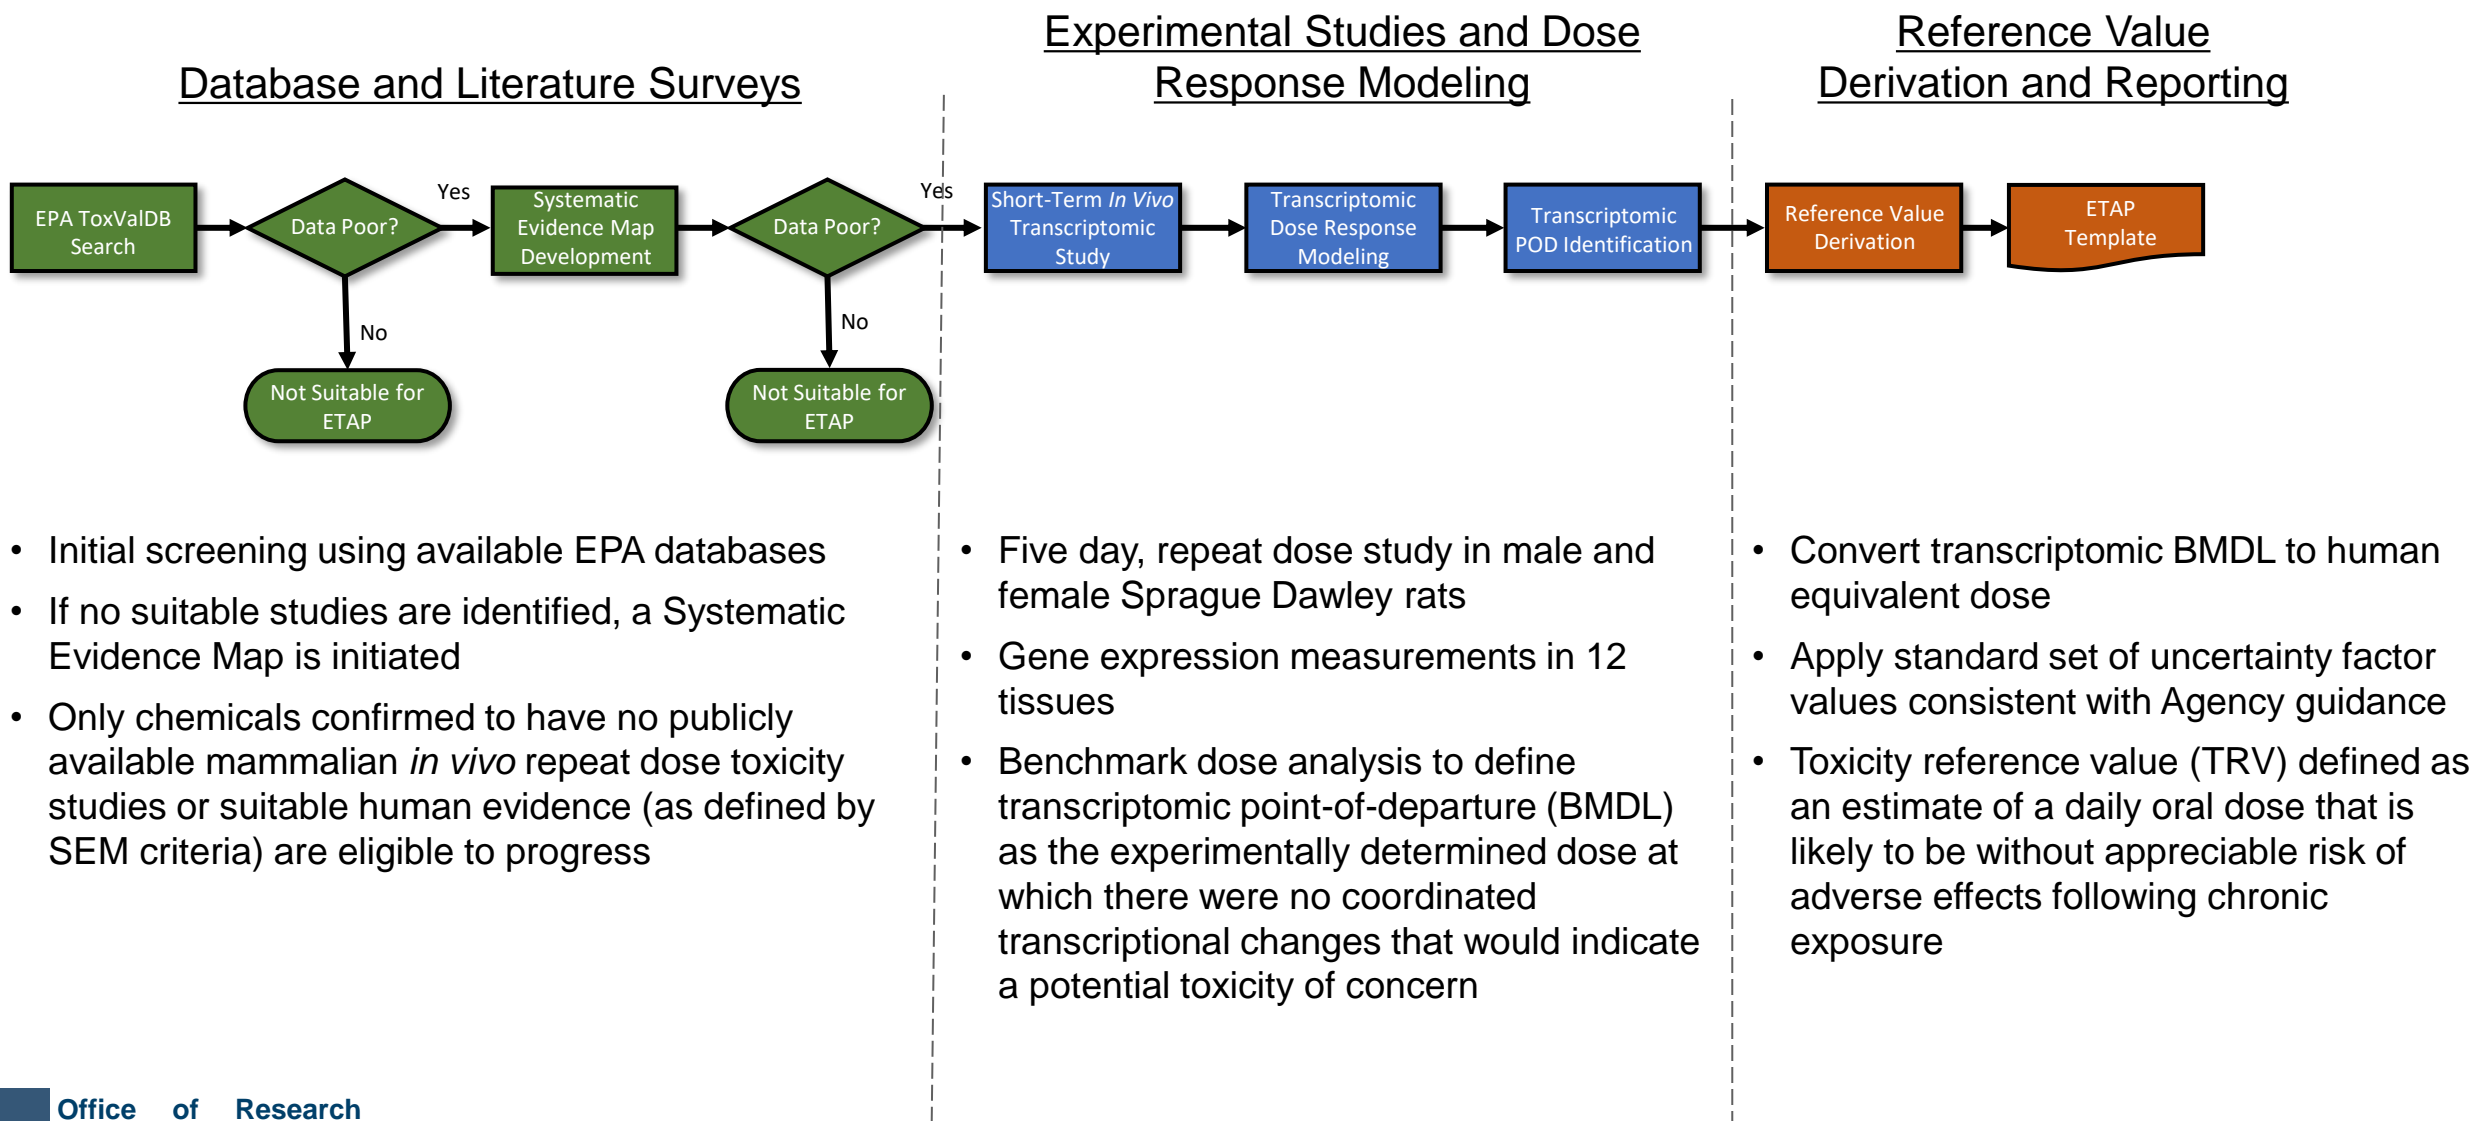 Database and Literature Surveys
Experimental Studies and Dose
Response Modeling
Reference Value
Derivation and Reporting
EPA ToxValDB
Search
Data Poor?
Yes
No
Not Suitable for
ETAP
Systematic
Evidence Map
Development
Data Poor?
Yes
No
Not Suitable for
ETAP
Short-Term In Vivo
Transcriptomic
Study
Transcriptomic
Dose Response
Modeling
Transcriptomic
POD Identification
Reference Value
Derivation
ETAP
Template
• Initial screening using available EPA databases
• If no suitable studies are identified, a Systematic
Evidence Map is initiated
• Only chemicals confirmed to have no publicly
available mammalian in vivo repeat dose toxicity
studies or suitable human evidence (as defined by
SEM criteria) are eligible to progress
• Five day, repeat dose study in male and
female Sprague Dawley rats
• Gene expression measurements in 12
tissues
• Benchmark dose analysis to define
transcriptomic point-of-departure (BMDL)
as the experimentally determined dose at
which there were no coordinated
transcriptional changes that would indicate
a potential toxicity of concern
• Convert transcriptomic BMDL to human
equivalent dose
• Apply standard set of uncertainty factor
values consistent with Agency guidance
• Toxicity reference value (TRV) defined as
an estimate of a daily oral dose that is
likely to be without appreciable risk of
adverse effects following chronic
exposure
Office of Research